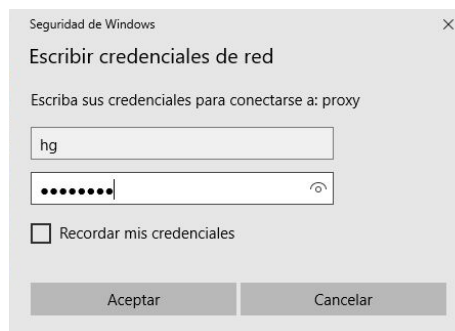 Seguridad de Windows
Escribir credenciales de red
Escriba sus credenciales para conectarse a: proxy
hg
●●●●●●●●
Recordar mis credenciales
Aceptar
Cancelar